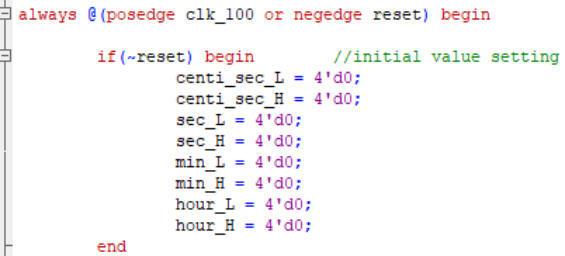 always @(posedge clk_100 or negedge reset) begin
if(~reset) begin //initial value setting
centi_sec_L = 4'd0;
centi_sec_H = 4'd0;
sec_L = 4'd0;
sec_H = 4'd0;
min_L = 4'd0;
min_H = 4'd0;
hour_L = 4'd0;
hour_H = 4'd0;
end